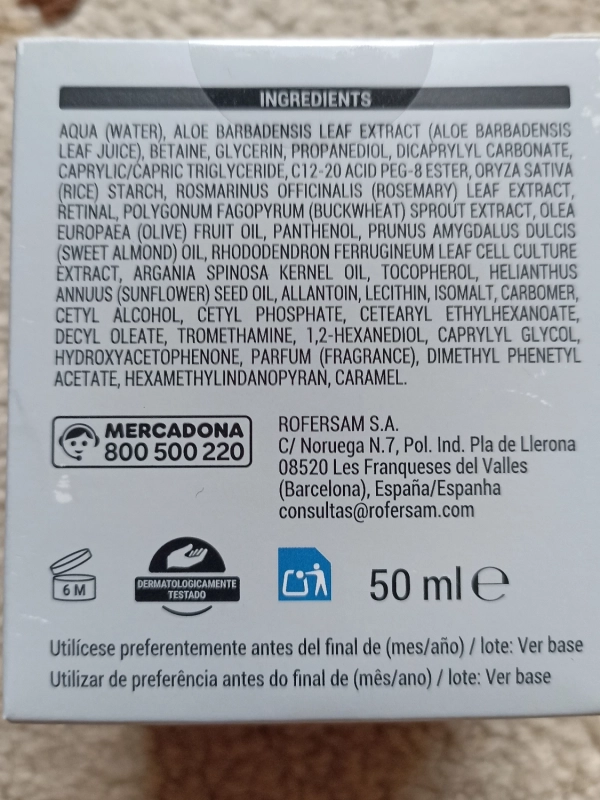 INGREDIENTS
AQUA (WATER), ALOE BARBADENSIS LEAF EXTRACT (ALOE BARBADENSIS
LEAF JUICE), BETAINE, GLYCERIN, PROPANEDIOL, DICAPRYLYL CARBONATE,
CAPRYLIC/CAPRIC TRIGLYCERIDE, C12-20 ACID PEG-8 ESTER, ORYZA SATIVA
(RICE) STARCH, ROSMARINUS OFFICINALIS (ROSEMARY) LEAF EXTRACT,
RETINAL, POLYGONUM FAGOPYRUM (BUCKWHEAT) SPROUT EXTRACT, OLEA
EUROPAEA (OLIVE) FRUIT OIL, PANTHENOL, PRUNUS AMYGDALUS DULCIS
(SWEET ALMOND) OIL, RHODODENDRON FERRUGINEUM LEAF CELL CULTURE
EXTRACT, ARGANIA SPINOSA KERNEL OIL, TOCOPHEROL, HELIANTHUS
ANNUUS (SUNFLOWER) SEED OIL, ALLANTOIN, LECITHIN, ISOMALT, CARBOMER,
CETYL ALCOHOL, CETYL PHOSPHATE, CETEARYL ETHYLHEXANOATE,
DECYL OLEATE, TROMETHAMINE, 1,2-HEXANEDIOL, CAPRYLYL GLYCOL,
HYDROXYACETOPHENONE, PARFUM (FRAGRANCE), DIMETHYL PHENETYL
ACETATE, HEXAMETHYLINDANOPYRAN, CARAMEL.
MERCADONA
800 500 220
ROFERSAM S.A.
C/ Noruega N.7, Pol. Ind. Pla de Llerona
08520 Les Franqueses del Valles
(Barcelona), España/Espanha
consultas@rofersam.com
6 M
DERMATOLOGICAMENTE
TESTADO
50 ml e
Utilícese preferentemente antes del final de (mes/año) / lote: Ver base
Utilizar de preferência antes do final de (mês/ano) / lote: Ver base